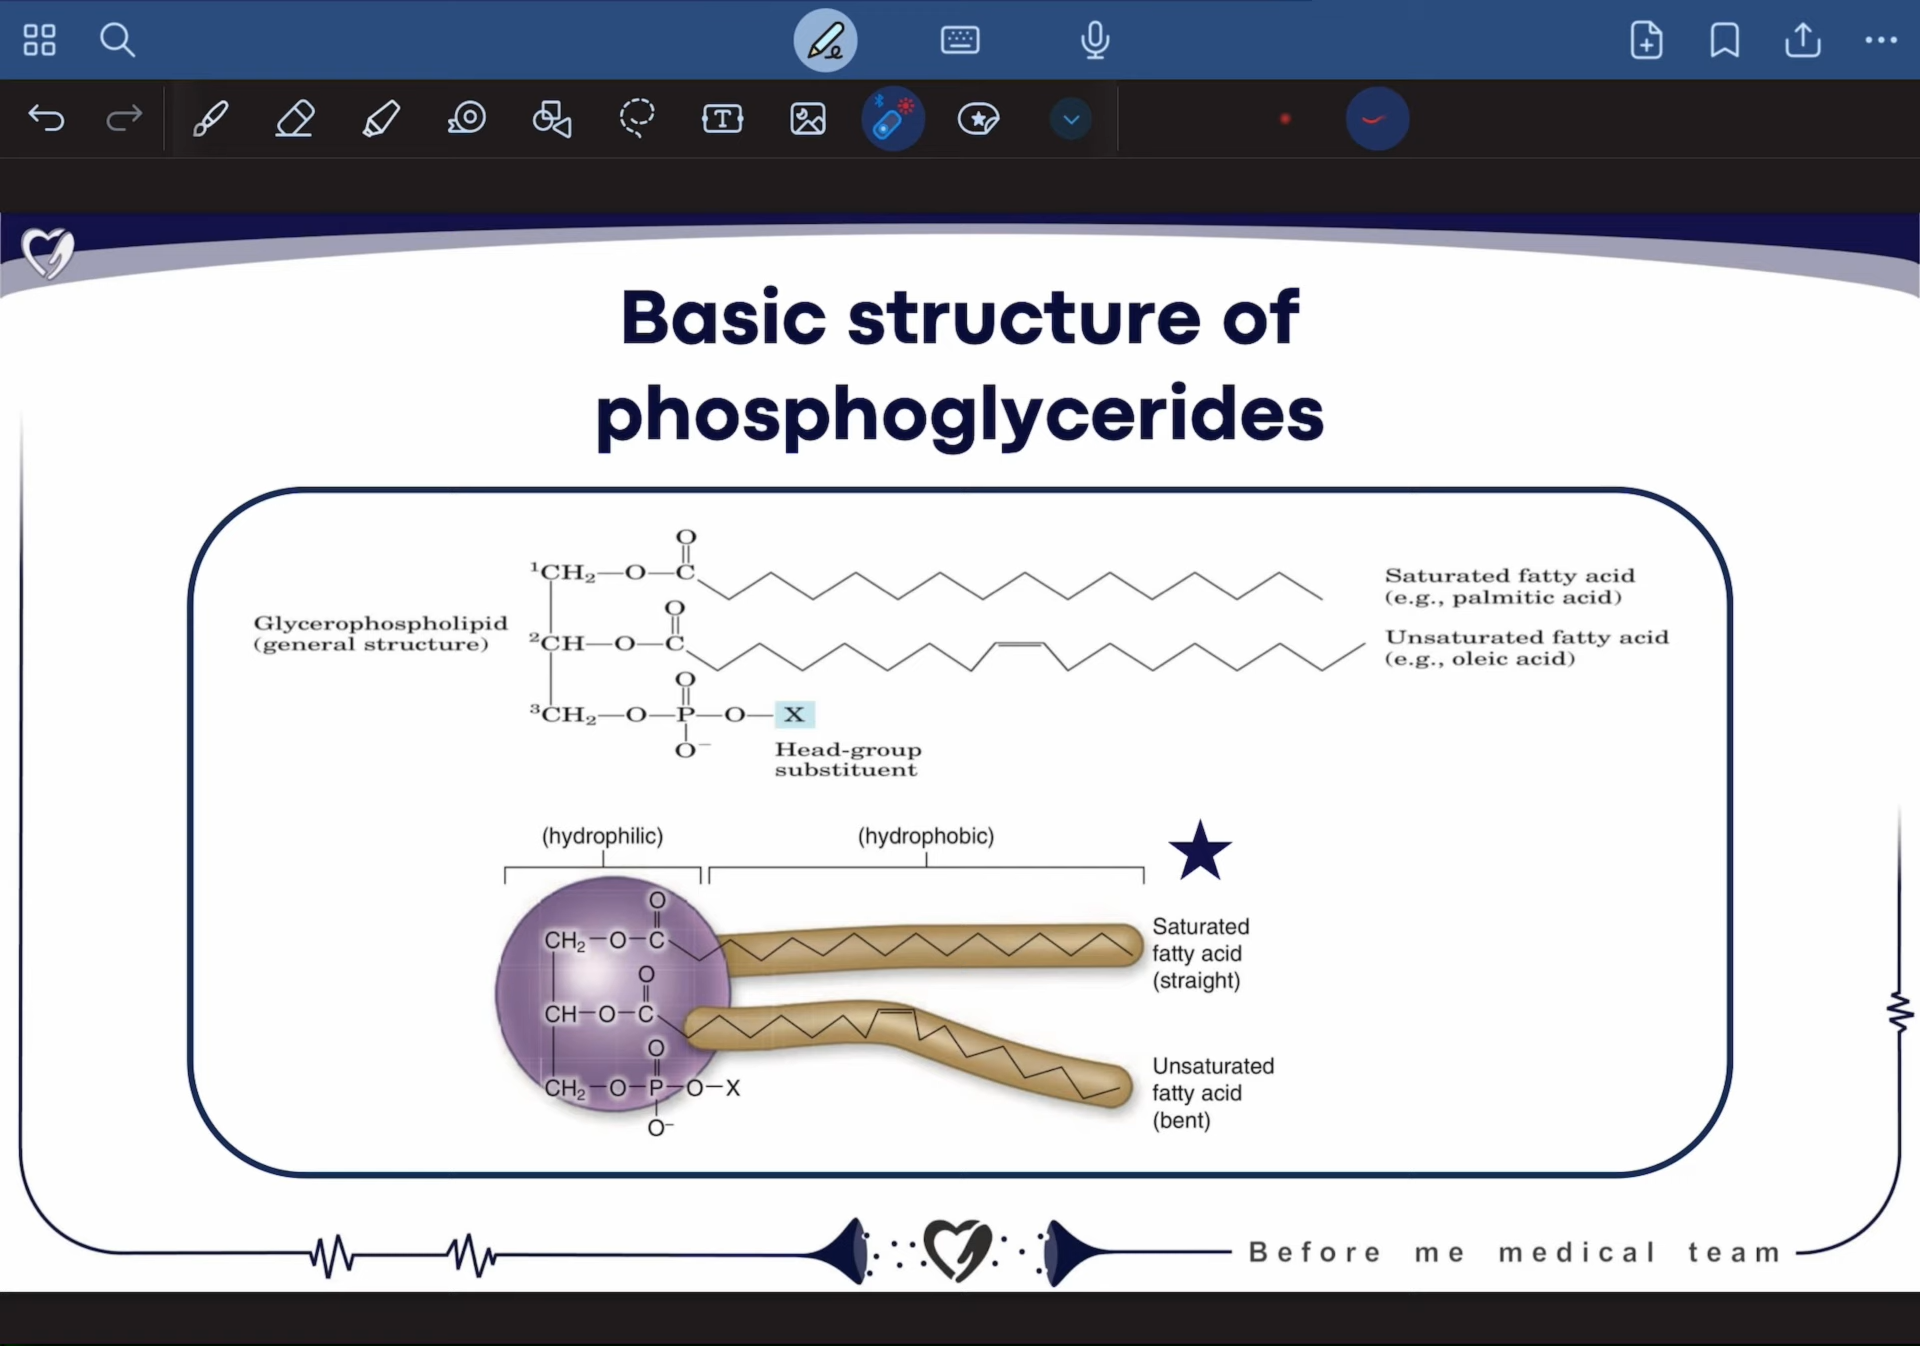 Basic structure of
phosphoglycerides
O
¹CH₂—O—C
Saturated fatty acid
(e.g., palmitic acid)
O
Glycerophospholipid
(general structure)
²CH—O—C
Unsaturated fatty acid
(e.g., oleic acid)
O
³CH₂—O—P—O—X
O⁻
Head-group
substituent
(hydrophilic)
(hydrophobic)
O
CH₂—O—C
Saturated
fatty acid
(straight)
O
CH—O—C
O
CH₂—O—P—O—X
O⁻
Unsaturated
fatty acid
(bent)
Before me medical team